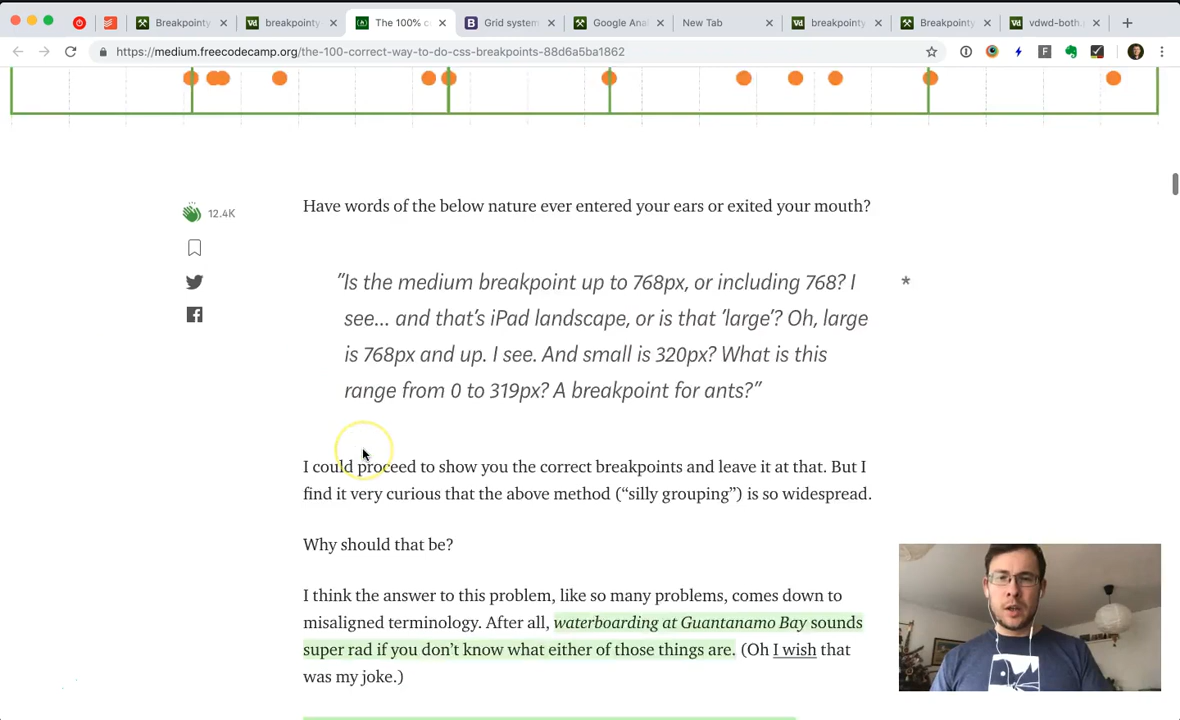 Breakpointy
breakpointy
The 100% c
Grid system
Google Ana
New Tab
breakpointy
Breakpointy
vdwd-both.
https://medium.freecodecamp.org/the-100-correct-way-to-do-css-breakpoints-88d6a5ba1862
Have words of the below nature ever entered your ears or exited your mouth?
12.4K
"Is the medium breakpoint up to 768px, or including 768? I
see… and that's iPad landscape, or is that 'large'? Oh, large
is 768px and up. I see. And small is 320px? What is this
range from 0 to 319px? A breakpoint for ants?"
*
I could proceed to show you the correct breakpoints and leave it at that. But I
find it very curious that the above method (“silly grouping”) is so widespread.
Why should that be?
I think the answer to this problem, like so many problems, comes down to
misaligned terminology. After all, waterboarding at Guantanamo Bay sounds
super rad if you don’t know what either of those things are. (Oh I wish that
was my joke.)